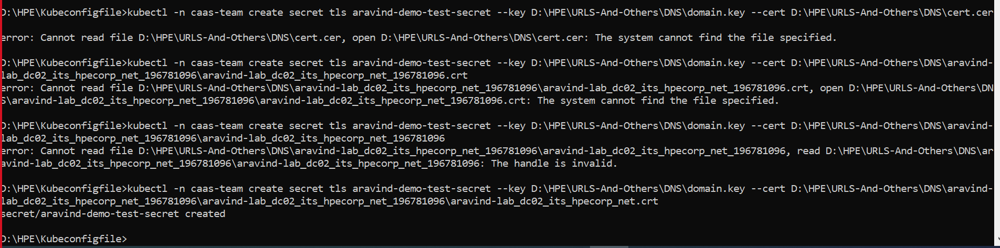 D:\HPE\Kubeconfigfile>kubectl -n caas-team create secret tls aravind-demo-test-secret --key D:\HPE\URLS-And-Others\DNS\domain.key --cert D:\HPE\URLS-And-Others\DNS\cert.cer
error: Cannot read file D:\HPE\URLS-And-Others\DNS\cert.cer, open D:\HPE\URLS-And-Others\DNS\cert.cer: The system cannot find the file specified.
D:\HPE\Kubeconfigfile>kubectl -n caas-team create secret tls aravind-demo-test-secret --key D:\HPE\URLS-And-Others\DNS\domain.key --cert D:\HPE\URLS-And-Others\DNS\aravind-
lab_dc02_its_hpecorp_net_196781096\aravind-lab_dc02_its_hpecorp_net_196781096.crt
error: Cannot read file D:\HPE\URLS-And-Others\DNS\aravind-lab_dc02_its_hpecorp_net_196781096\aravind-lab_dc02_its_hpecorp_net_196781096.crt, open D:\HPE\URLS-And-Others\DN
S\aravind-lab_dc02_its_hpecorp_net_196781096\aravind-lab_dc02_its_hpecorp_net_196781096.crt: The system cannot find the file specified.
D:\HPE\Kubeconfigfile>kubectl -n caas-team create secret tls aravind-demo-test-secret --key D:\HPE\URLS-And-Others\DNS\domain.key --cert D:\HPE\URLS-And-Others\DNS\aravind-
lab_dc02_its_hpecorp_net_196781096\aravind-lab_dc02_its_hpecorp_net_196781096
error: Cannot read file D:\HPE\URLS-And-Others\DNS\aravind-lab_dc02_its_hpecorp_net_196781096\aravind-lab_dc02_its_hpecorp_net_196781096, read D:\HPE\URLS-And-Others\DNS\ar
avind-lab_dc02_its_hpecorp_net_196781096\aravind-lab_dc02_its_hpecorp_net_196781096: The handle is invalid.
D:\HPE\Kubeconfigfile>kubectl -n caas-team create secret tls aravind-demo-test-secret --key D:\HPE\URLS-And-Others\DNS\domain.key --cert D:\HPE\URLS-And-Others\DNS\aravind-
lab_dc02_its_hpecorp_net_196781096\aravind-lab_dc02_its_hpecorp_net_196781096\aravind-lab_dc02_its_hpecorp_net.crt
secret/aravind-demo-test-secret created
D:\HPE\Kubeconfigfile>